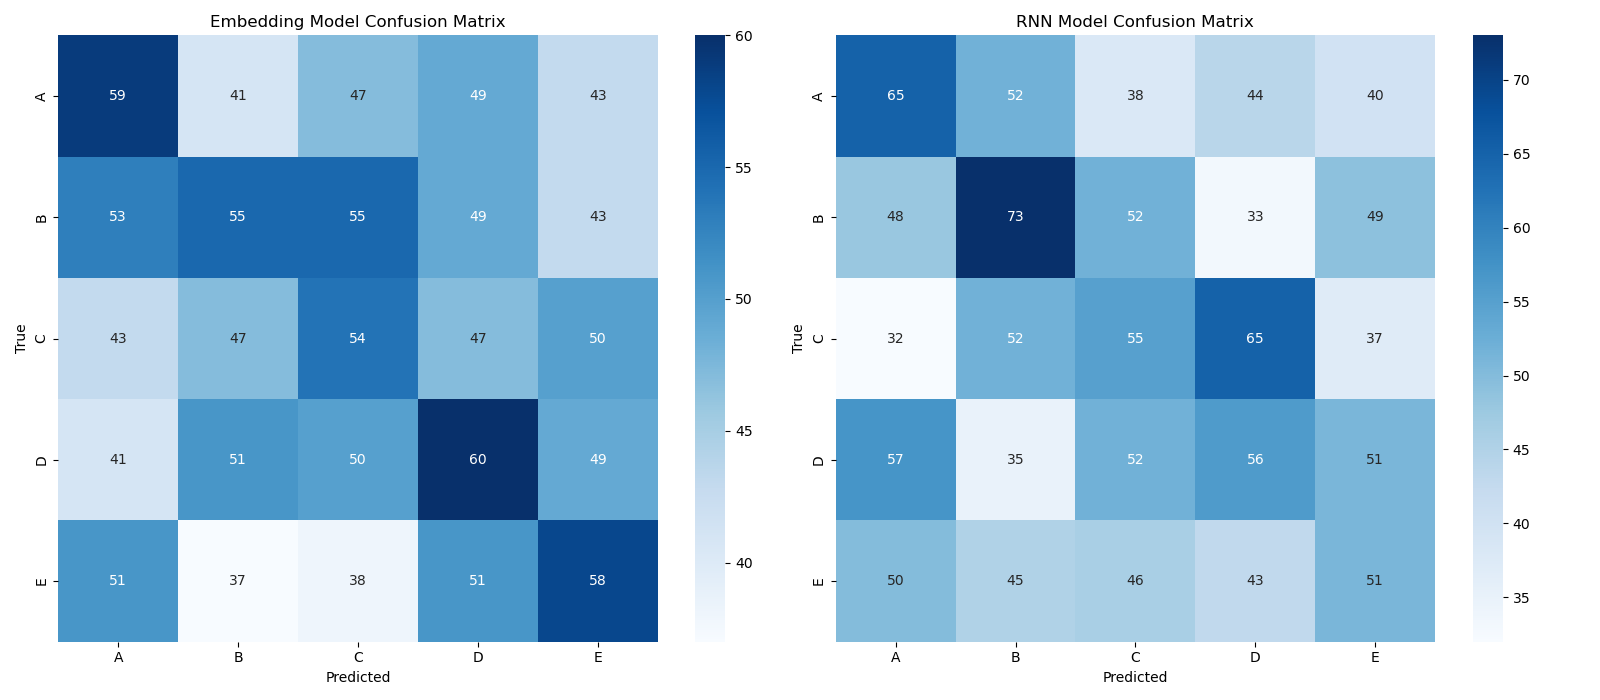 Embedding Model Confusion Matrix
A 59 41 47 49 43
B 53 55 55 49 43
C 43 47 54 47 50
D 41 51 50 60 49
E 51 37 38 51 58
A B C D E
Predicted
True
60
55
50
45
40
RNN Model Confusion Matrix
A 65 52 38 44 40
B 48 73 52 33 49
C 32 52 55 65 37
D 57 35 52 56 51
E 50 45 46 43 51
A B C D E
Predicted
True
70
65
60
55
50
45
40
35